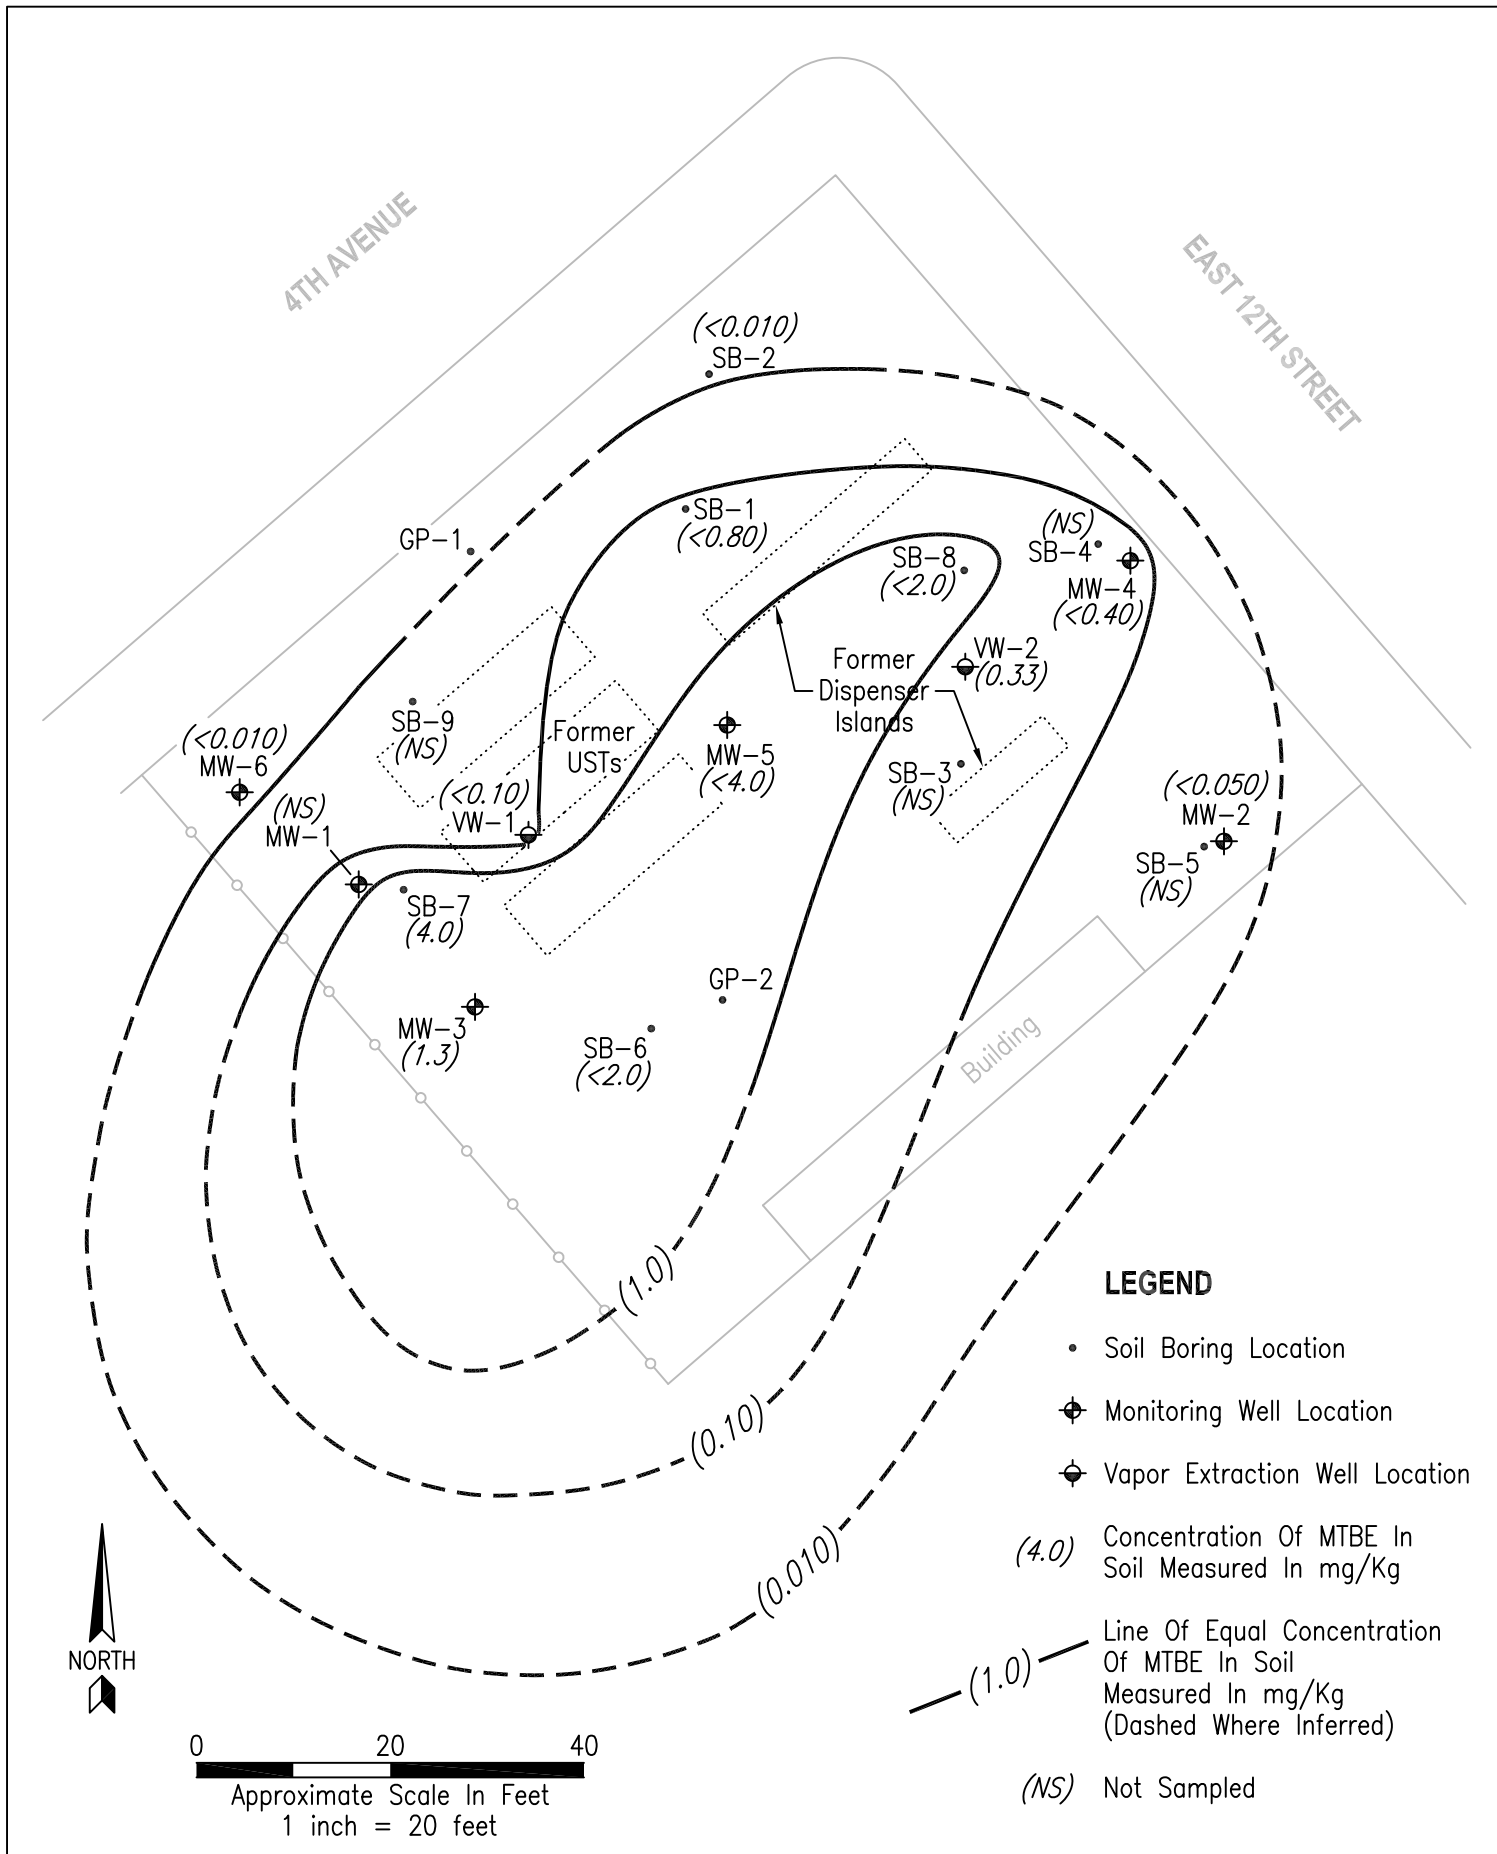 4TH AVENUE
EAST 12TH STREET
(<0.010)
SB-2
SB-1
(<0.80)
GP-1
(NS)
SB-4
SB-8
(<2.0)
MW-4
(<0.40)
VW-2
(0.33)
Former
Dispenser
Islands
SB-9
(NS)
Former
USTs
(<0.010)
MW-6
MW-5
(<4.0)
SB-3
(NS)
(<0.10)
VW-1
(NS)
MW-1
(<0.050)
MW-2
SB-5
(NS)
SB-7
(4.0)
GP-2
MW-3
(1.3)
SB-6
(<2.0)
Building
(1.0)
(0.10)
(0.010)
LEGEND
Soil Boring Location
Monitoring Well Location
Vapor Extraction Well Location
(4.0) Concentration Of MTBE In
Soil Measured In mg/Kg
Line Of Equal Concentration
(1.0) Of MTBE In Soil
Measured In mg/Kg
(Dashed Where Inferred)
(NS) Not Sampled
NORTH
0 20 40
Approximate Scale In Feet
1 inch = 20 feet